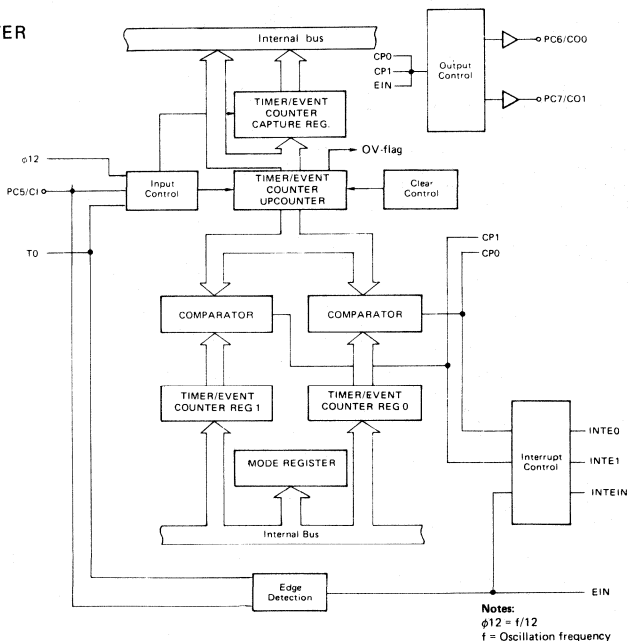 TER
Internal bus
CP0
CP1
EIN
Output
Control
PC6/CO0
PC7/CO1
TIMER/EVENT
COUNTER
CAPTURE REG.
OV-flag
φ12
PC5/CI
T0
Input
Control
TIMER/EVENT
COUNTER
UPCOUNTER
Clear
Control
CP1
CP0
COMPARATOR
COMPARATOR
TIMER/EVENT
COUNTER REG 1
TIMER/EVENT
COUNTER REG 0
MODE REGISTER
Internal Bus
Interrupt
Control
INTE0
INTE1
INTEIN
Edge
Detection
EIN
Notes:
φ12 = f/12
f = Oscillation frequency